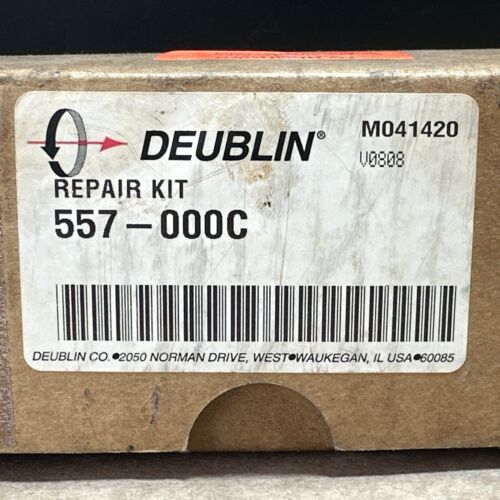 DEUBLIN®
M041420
V0808
REPAIR KIT
557-000C
DEUBLIN CO.●2050 NORMAN DRIVE, WEST●WAUKEGAN, IL USA●60085